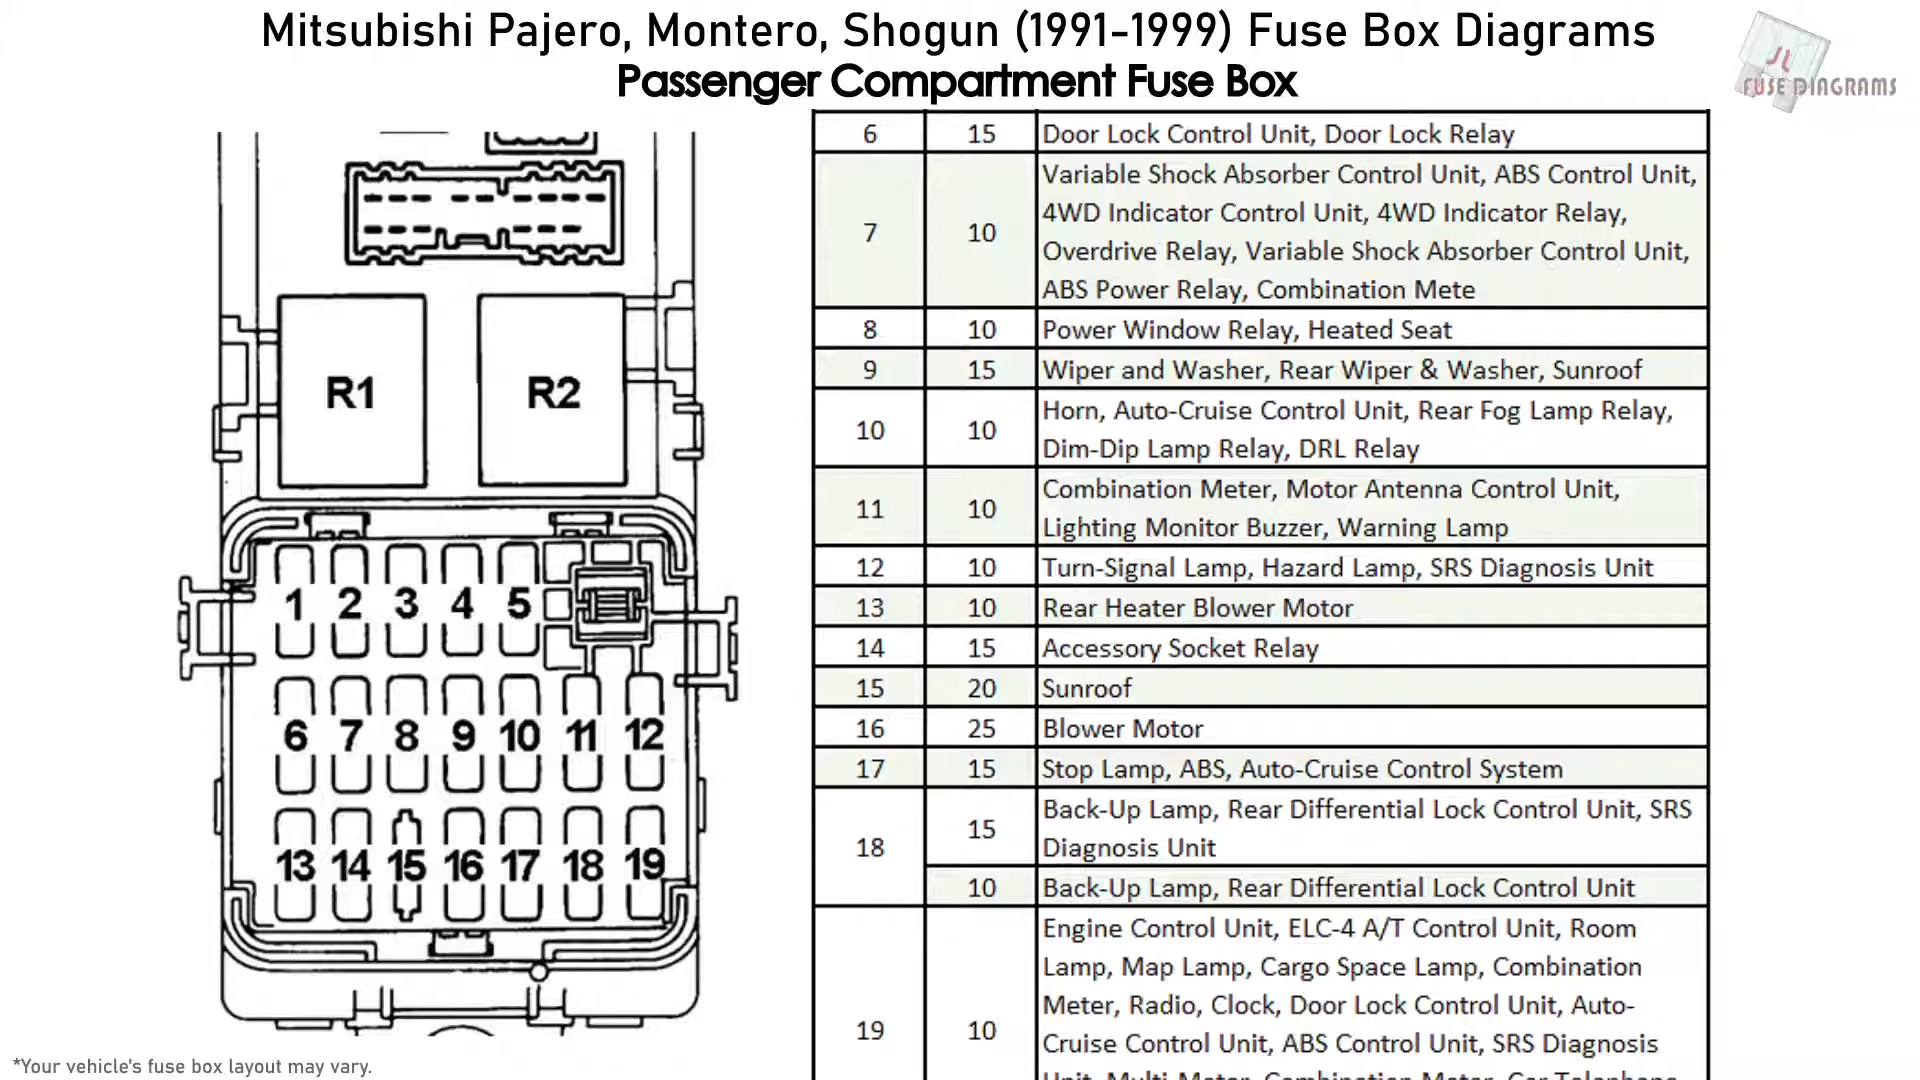 Mitsubishi Pajero, Montero, Shogun (1991-1999) Fuse Box Diagrams
Passenger Compartment Fuse Box
JL
FUSE DIAGRAMS
R1 R2
1 2 3 4 5
6 7 8 9 10 11 12
13 14 15 16 17 18 19
6 15 Door Lock Control Unit, Door Lock Relay
7 10 Variable Shock Absorber Control Unit, ABS Control Unit,
4WD Indicator Control Unit, 4WD Indicator Relay,
Overdrive Relay, Variable Shock Absorber Control Unit,
ABS Power Relay, Combination Mete
8 10 Power Window Relay, Heated Seat
9 15 Wiper and Washer, Rear Wiper & Washer, Sunroof
10 10 Horn, Auto-Cruise Control Unit, Rear Fog Lamp Relay,
Dim-Dip Lamp Relay, DRL Relay
11 10 Combination Meter, Motor Antenna Control Unit,
Lighting Monitor Buzzer, Warning Lamp
12 10 Turn-Signal Lamp, Hazard Lamp, SRS Diagnosis Unit
13 10 Rear Heater Blower Motor
14 15 Accessory Socket Relay
15 20 Sunroof
16 25 Blower Motor
17 15 Stop Lamp, ABS, Auto-Cruise Control System
18 15 Back-Up Lamp, Rear Differential Lock Control Unit, SRS
Diagnosis Unit
10 Back-Up Lamp, Rear Differential Lock Control Unit
19 10 Engine Control Unit, ELC-4 A/T Control Unit, Room
Lamp, Map Lamp, Cargo Space Lamp, Combination
Meter, Radio, Clock, Door Lock Control Unit, Auto-
Cruise Control Unit, ABS Control Unit, SRS Diagnosis
*Your vehicle's fuse box layout may vary.